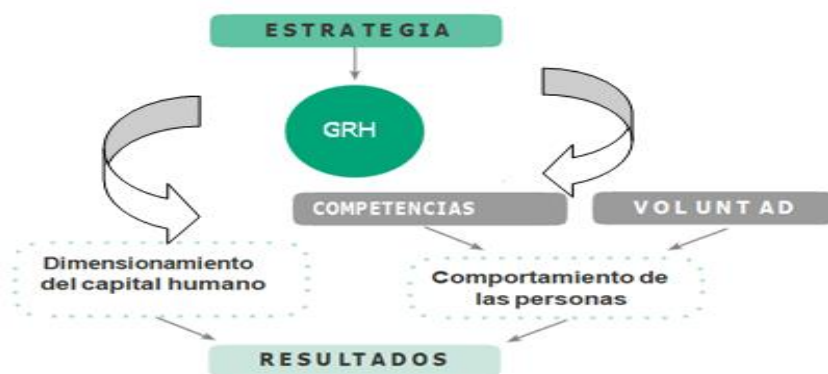 ESTRATEGIA
GRH
COMPETENCIAS
VOLUNTAD
Dimensionamiento
del capital humano
Comportamiento de
las personas
RESULTADOS